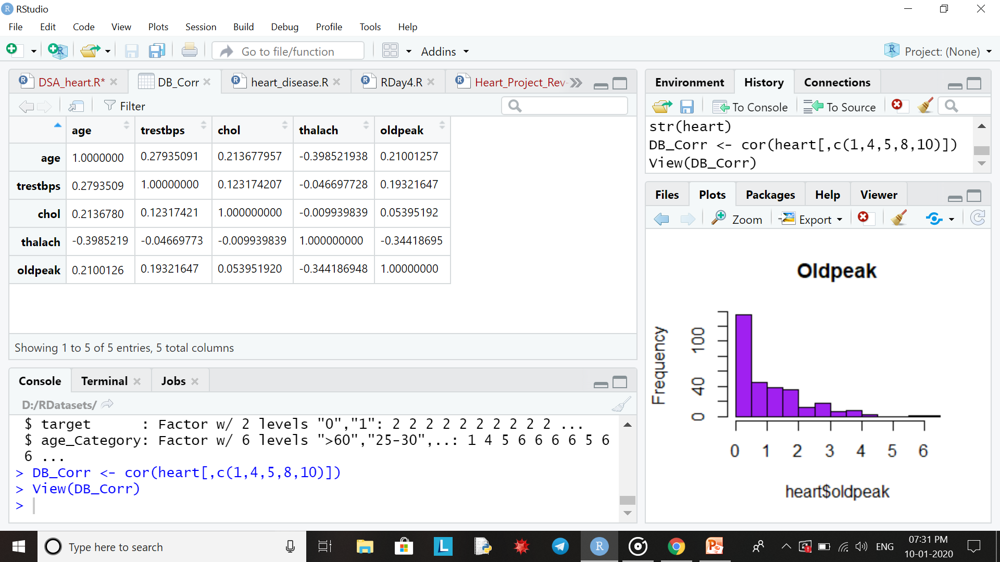 RStudio
File Edit Code View Plots Session Build Debug Profile Tools Help
Go to file/function Addins Project: (None)
DSA_heart.R* DB_Corr heart_disease.R RDay4.R Heart_Project_Rev
Filter
age trestbps chol thalach oldpeak
age 1.0000000 0.27935091 0.213677957 -0.398521938 0.21001257
trestbps 0.2793509 1.00000000 0.123174207 -0.046697728 0.19321647
chol 0.2136780 0.12317421 1.000000000 -0.009939839 0.05395192
thalach -0.3985219 -0.04669773 -0.009939839 1.000000000 -0.34418695
oldpeak 0.2100126 0.19321647 0.053951920 -0.344186948 1.00000000
Showing 1 to 5 of 5 entries, 5 total columns
Console Terminal Jobs
D:/RDatasets/
$ target      : Factor w/ 2 levels "0","1": 2 2 2 2 2 2 2 2 2 2 ...
$ age_Category: Factor w/ 6 levels ">60","25-30",..: 1 4 5 6 6 6 6 5 6
6 ...
> DB_Corr <- cor(heart[,c(1,4,5,8,10)])
> View(DB_Corr)
>
Environment History Connections
To Console To Source
str(heart)
DB_Corr <- cor(heart[,c(1,4,5,8,10)])
View(DB_Corr)
Files Plots Packages Help Viewer
Zoom Export
Oldpeak
Frequency
100
40
0
0 1 2 3 4 5 6
heart$oldpeak
Type here to search
ENG
07:31 PM
10-01-2020